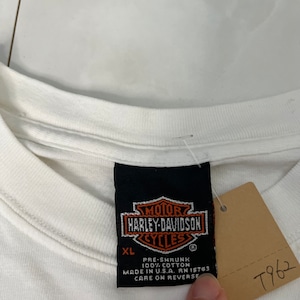 MOTOR
HARLEY-DAVIDSON
CYCLES
®
XL
PRE-SHRUNK
100% COTTON
MADE IN U.S.A. RN 18763
CARE ON REVERSE
T962